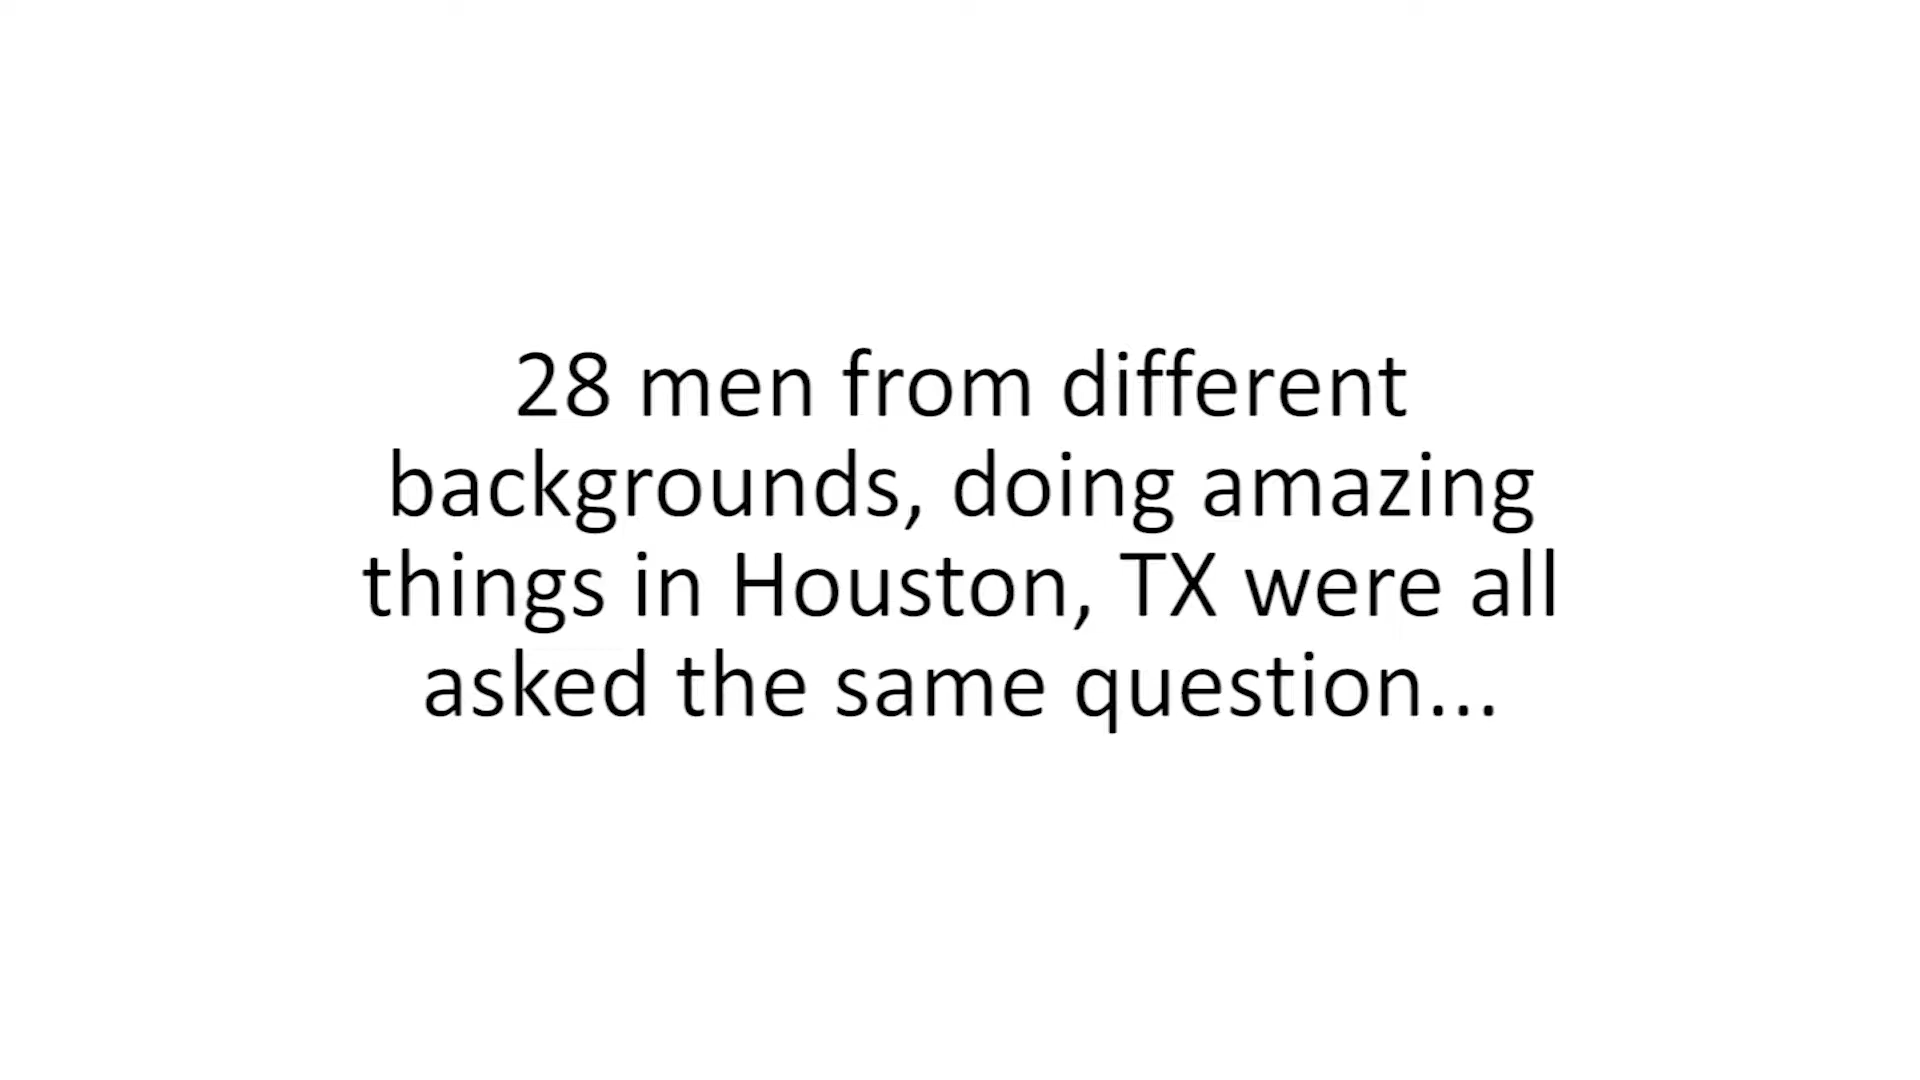 28 men from different
backgrounds, doing amazing
things in Houston, TX were all
asked the same question...